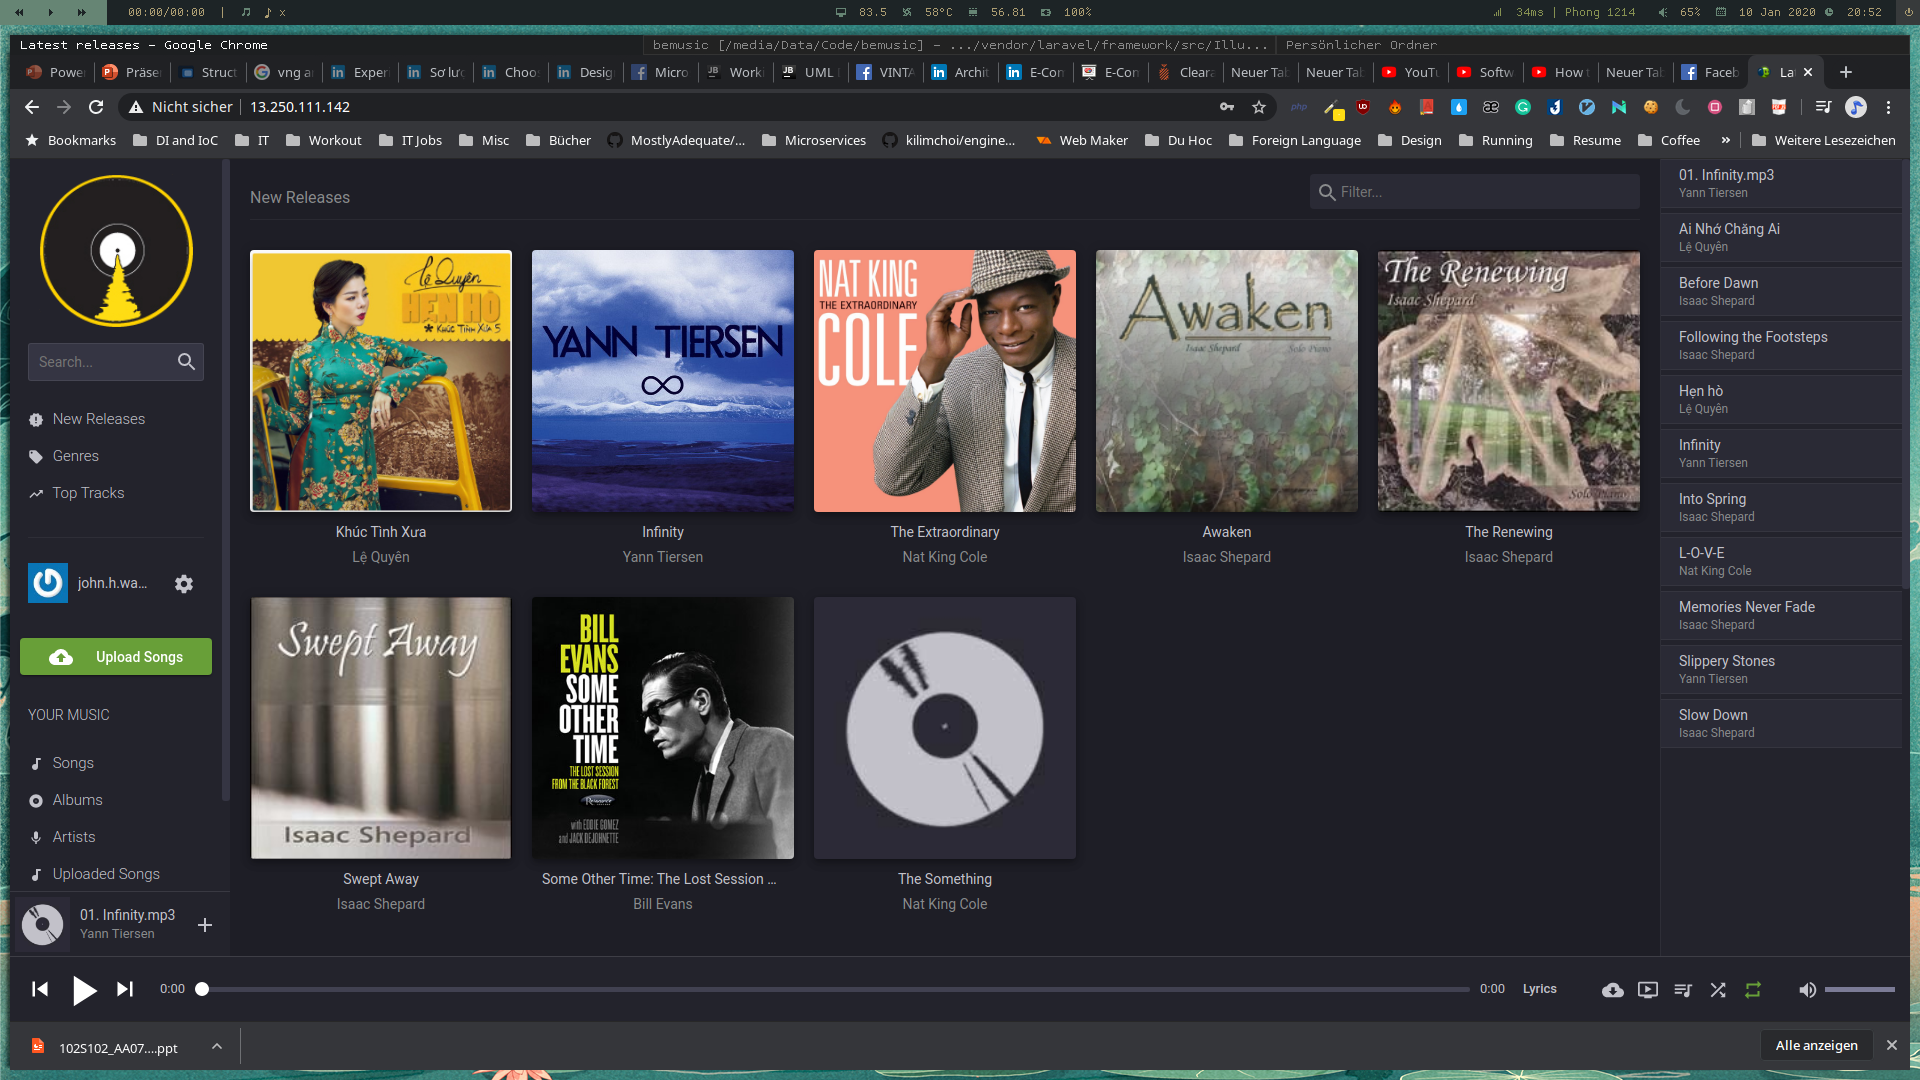 00:00/00:00 | x
83.5 58°C 56.81 100%
34ms | Phong 1214 65% 10 Jan 2020 20:52
Latest releases - Google Chrome
bemusic [/media/Data/Code/bemusic] - .../vendor/laravel/framework/src/Illu...
Persönlicher Ordner
Power Präse Struct vng a Exper Sơ lư Choo Desig Micro Worki UML VINTA Archit E-Con E-Con Cleara Neuer Tab Neuer Tab YouTu Softw How t Neuer Tab Faceb La
Nicht sicher | 13.250.111.142
Bookmarks DI and IoC IT Workout IT Jobs Misc Bücher MostlyAdequate/... Microservices kilimchoi/engine... Web Maker Du Hoc Foreign Language Design Running Resume Coffee » Weitere Lesezeichen
Search...
New Releases
Genres
Top Tracks
john.h.wa...
Upload Songs
YOUR MUSIC
Songs
Albums
Artists
Uploaded Songs
01. Infinity.mp3
Yann Tiersen
New Releases
Filter...
Lệ Quyên
HẸN HÒ
Khúc Tình Xưa 5
YANN TIERSEN
NAT KING
THE EXTRAORDINARY
COLE
Awaken
Isaac Shepard Solo Piano
The Renewing
Isaac Shepard
Solo Piano
Khúc Tình Xưa
Lệ Quyên
Infinity
Yann Tiersen
The Extraordinary
Nat King Cole
Awaken
Isaac Shepard
The Renewing
Isaac Shepard
Swept Away
Isaac Shepard
BILL
EVANS
SOME
OTHER
TIME
THE LOST SESSION
FROM THE BLACK FOREST
Resonance
with EDDIE GOMEZ
and JACK DEJOHNETTE
Swept Away
Isaac Shepard
Some Other Time: The Lost Session ...
Bill Evans
The Something
Nat King Cole
01. Infinity.mp3
Yann Tiersen
Ai Nhớ Chăng Ai
Lệ Quyên
Before Dawn
Isaac Shepard
Following the Footsteps
Isaac Shepard
Hẹn hò
Lệ Quyên
Infinity
Yann Tiersen
Into Spring
Isaac Shepard
L-O-V-E
Nat King Cole
Memories Never Fade
Isaac Shepard
Slippery Stones
Yann Tiersen
Slow Down
Isaac Shepard
0:00 0:00 Lyrics
102S102_AA07....ppt
Alle anzeigen